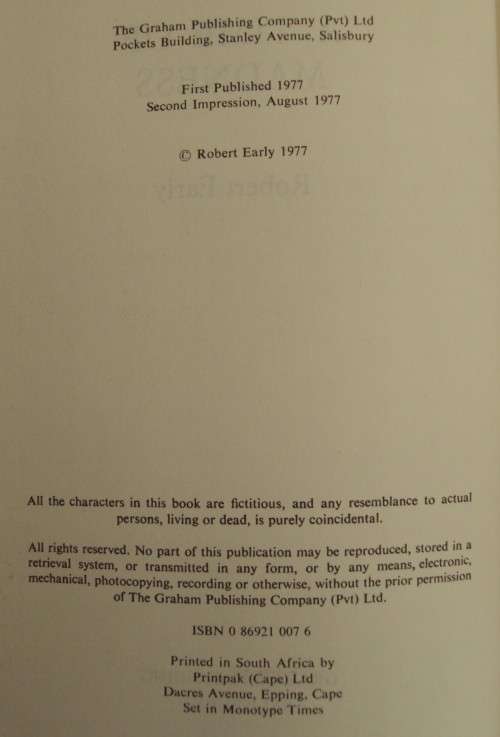 The Graham Publishing Company (Pvt) Ltd
Pockets Building, Stanley Avenue, Salisbury
First Published 1977
Second Impression, August 1977
© Robert Early 1977
All the characters in this book are fictitious, and any resemblance to actual
persons, living or dead, is purely coincidental.
All rights reserved. No part of this publication may be reproduced, stored in a
retrieval system, or transmitted in any form, or by any means, electronic,
mechanical, photocopying, recording or otherwise, without the prior permission
of The Graham Publishing Company (Pvt) Ltd.
ISBN 0 86921 007 6
Printed in South Africa by
Printpak (Cape) Ltd
Dacres Avenue, Epping, Cape
Set in Monotype Times